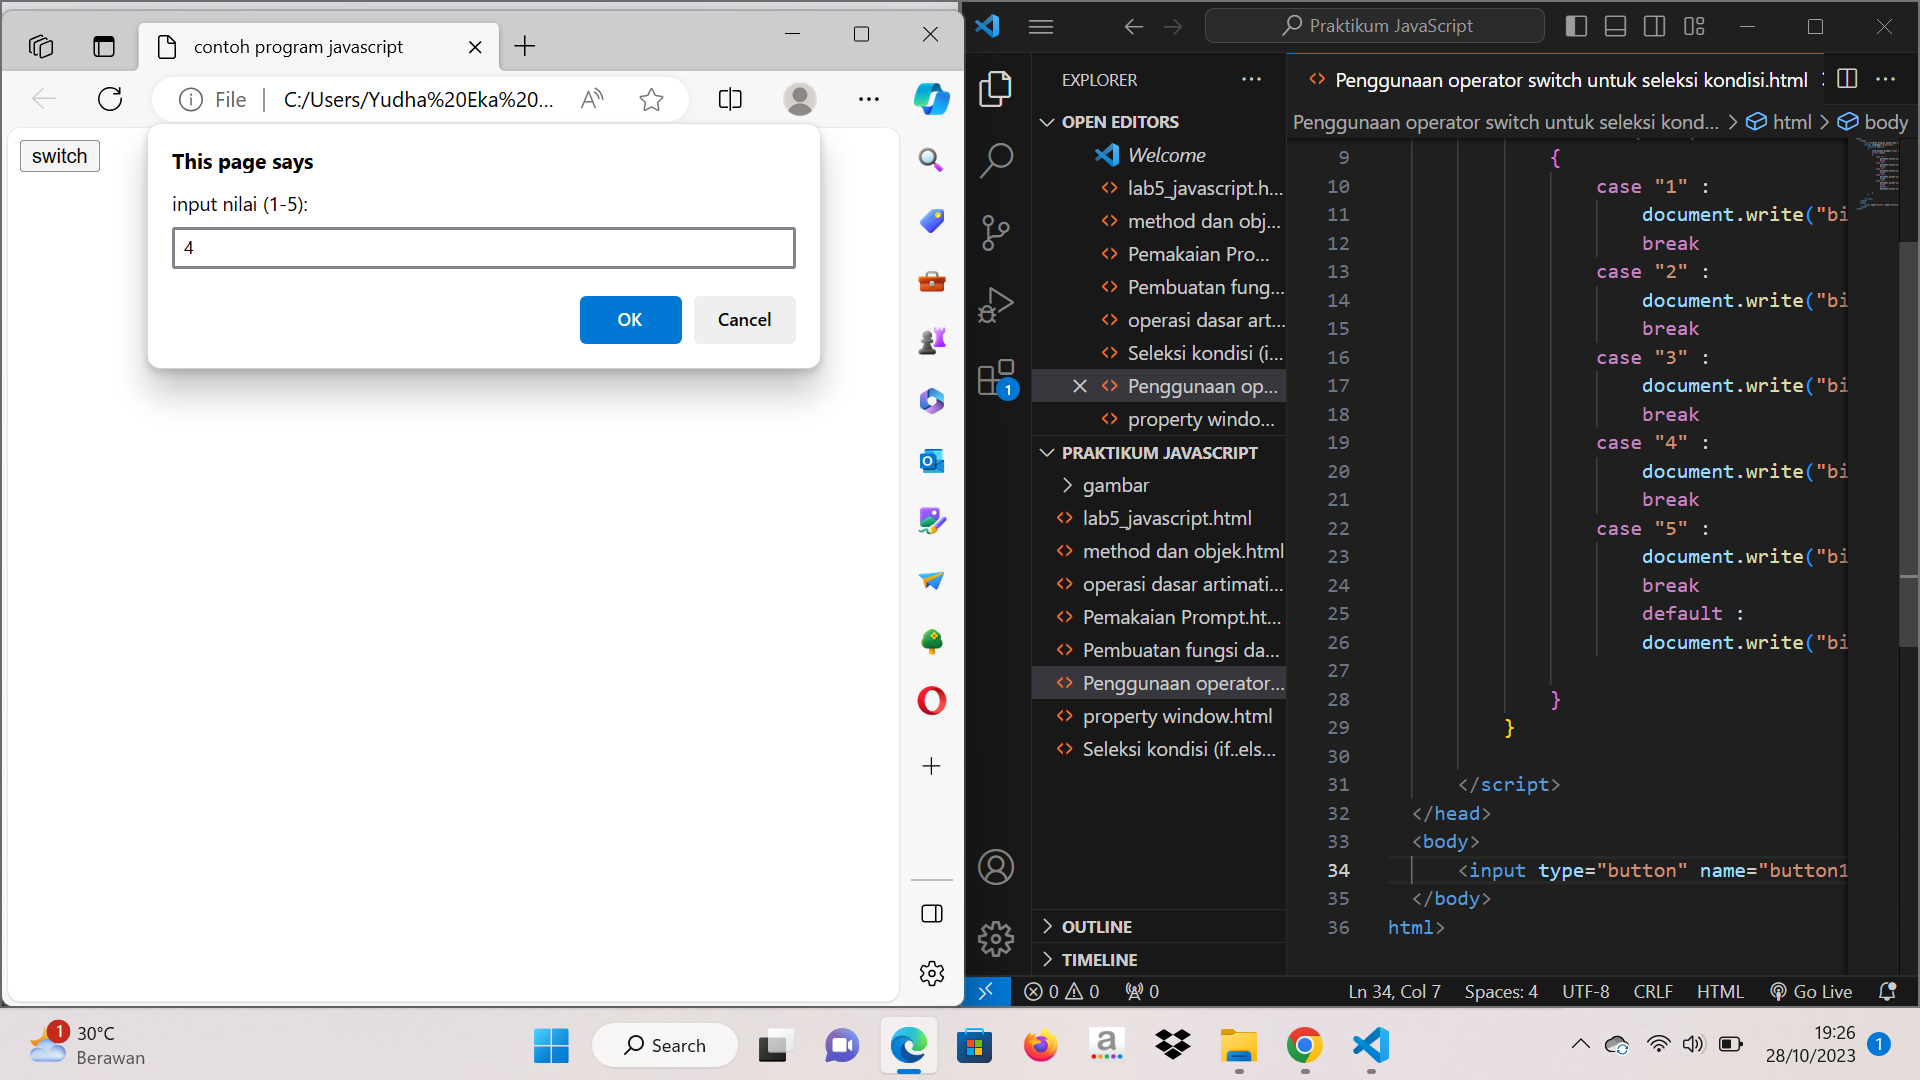 contoh program javascript
File
C:/Users/Yudha%20Eka%20...
switch
This page says
input nilai (1-5):
4
OK
Cancel
Praktikum JavaScript
EXPLORER
OPEN EDITORS
Welcome
lab5_javascript.h...
method dan obj...
Pemakaian Pro...
Pembuatan fung...
operasi dasar art...
Seleksi kondisi (i...
Penggunaan op...
property windo...
PRAKTIKUM JAVASCRIPT
gambar
lab5_javascript.html
method dan objek.html
operasi dasar artimati...
Pemakaian Prompt.ht...
Pembuatan fungsi da...
Penggunaan operator...
property window.html
Seleksi kondisi (if..els...
OUTLINE
TIMELINE
1
Penggunaan operator switch untuk seleksi kondisi.html
Penggunaan operator switch untuk seleksi kond... > html > body
9 {
10 case "1" :
11 document.write("bi
12 break
13 case "2" :
14 document.write("bi
15 break
16 case "3" :
17 document.write("bi
18 break
19 case "4" :
20 document.write("bi
21 break
22 case "5" :
23 document.write("bi
24 break
25 default :
26 document.write("bi
27
28 }
29 }
30
31 </script>
32 </head>
33 <body>
34 <input type="button" name="button1
35 </body>
36 html>
0 0 0
Ln 34, Col 7
Spaces: 4
UTF-8
CRLF
HTML
Go Live
1
30°C
Berawan
Search
a
19:26
28/10/2023
1